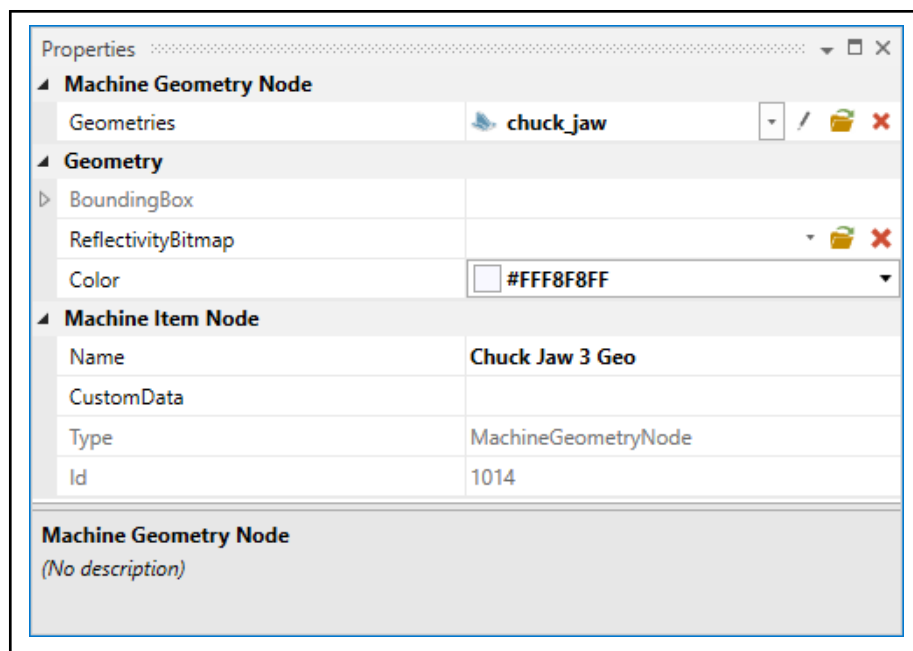 Properties
Machine Geometry Node
Geometries chuck_jaw
Geometry
BoundingBox
ReflectivityBitmap
Color #FFF8F8FF
Machine Item Node
Name Chuck Jaw 3 Geo
CustomData
Type MachineGeometryNode
Id 1014
Machine Geometry Node
(No description)